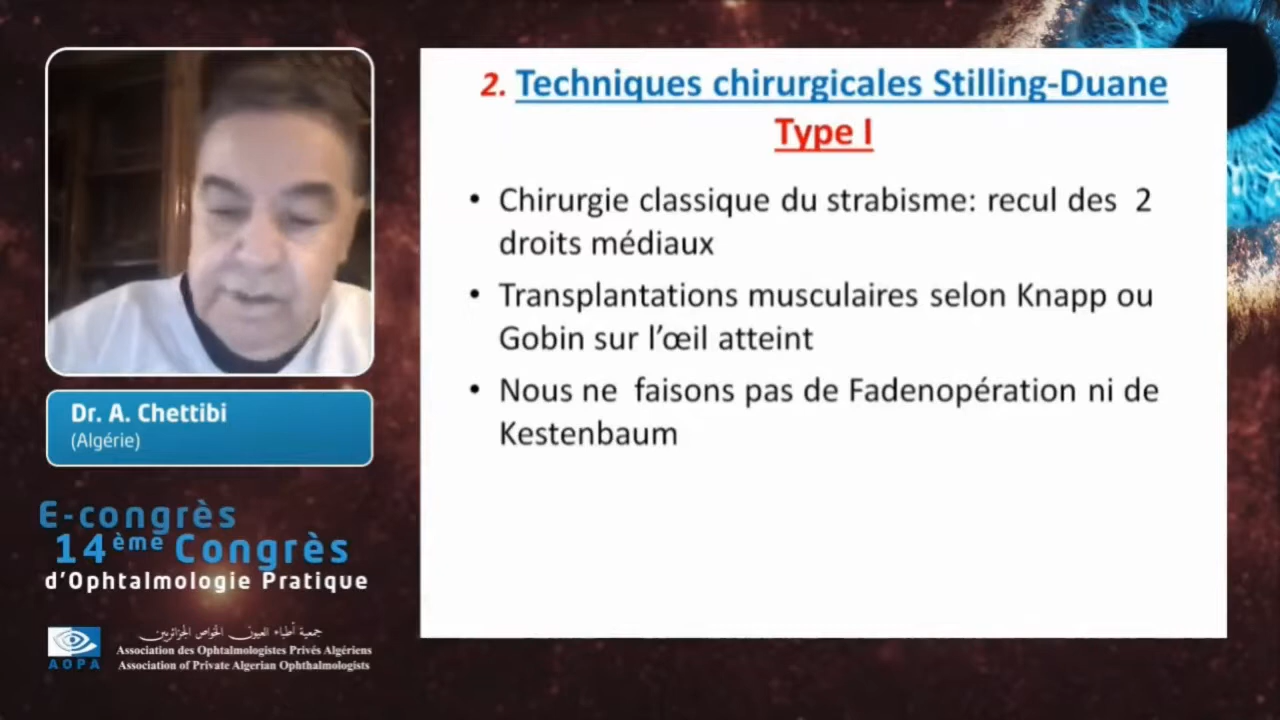 2. Techniques chirurgicales Stilling-Duane
Type I
• Chirurgie classique du strabisme: recul des 2
droits médiaux
• Transplantations musculaires selon Knapp ou
Gobin sur l’œil atteint
• Nous ne faisons pas de Fadenopération ni de
Kestenbaum
Dr. A. Chettibi
(Algérie)
E-congrès
14ème Congrès
d’Ophtalmologie Pratique
جمعية أطباء العيون الخواص الجزائريين
Association des Ophtalmologistes Privés Algériens
Association of Private Algerian Ophthalmologists
AOPA